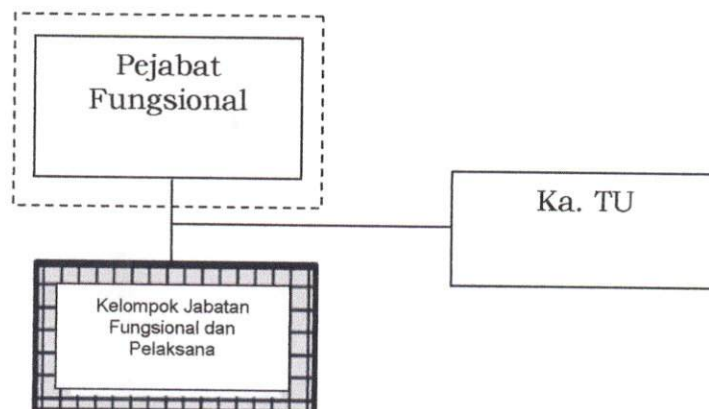 Pejabat
Fungsional
Ka. TU
Kelompok Jabatan
Fungsional dan
Pelaksana